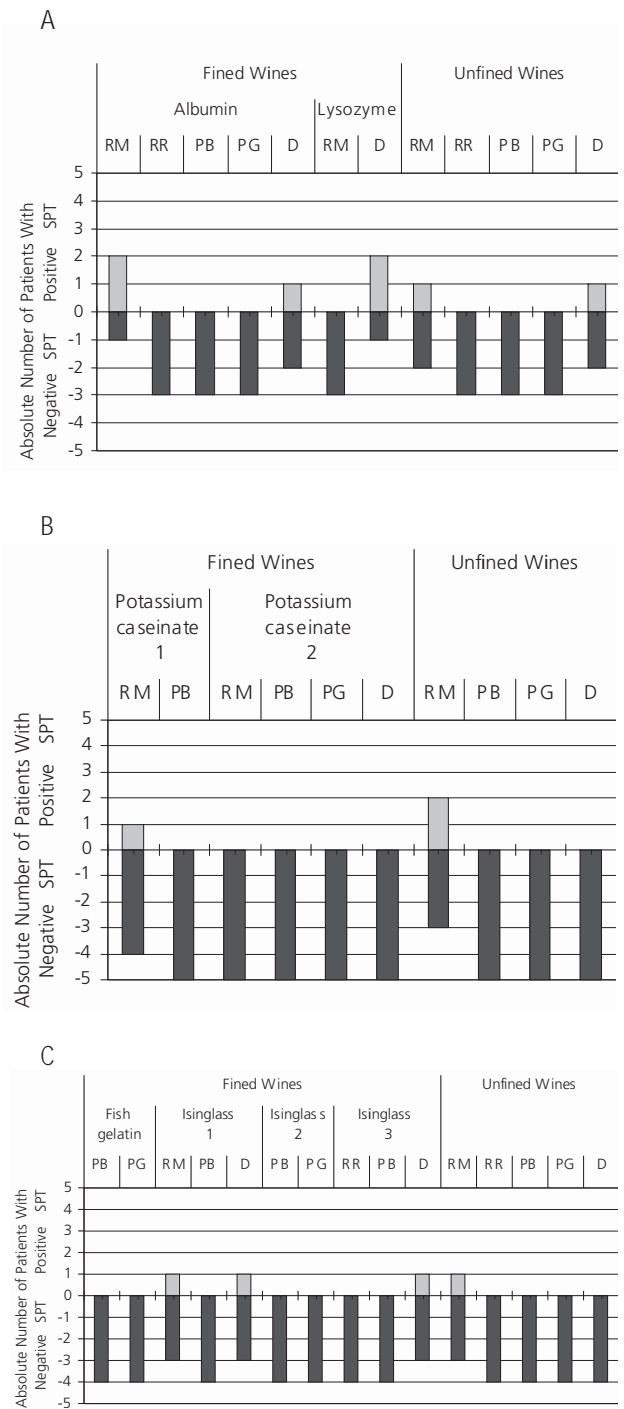 A
Fined Wines Unfined Wines
Albumin Lysozyme
RM RR PB PG D RM D RM RR PB PG D
Absolute Number of Patients With
Negative SPT Positive SPT
5
4
3
2
1
0
-1
-2
-3
-4
-5
B
Fined Wines Unfined Wines
Potassium caseinate 1 Potassium caseinate 2
RM PB RM PB PG D RM PB PG D
Absolute Number of Patients With
Negative SPT Positive SPT
5
4
3
2
1
0
-1
-2
-3
-4
-5
C
Fined Wines Unfined Wines
Fish gelatin Isinglass 1 Isinglass 2 Isinglass 3
PB PG RM PB D PB PG RR PB D RM RR PB PG D
Absolute Number of Patients With
Negative SPT Positive SPT
5
4
3
2
1
0
-1
-2
-3
-4
-5